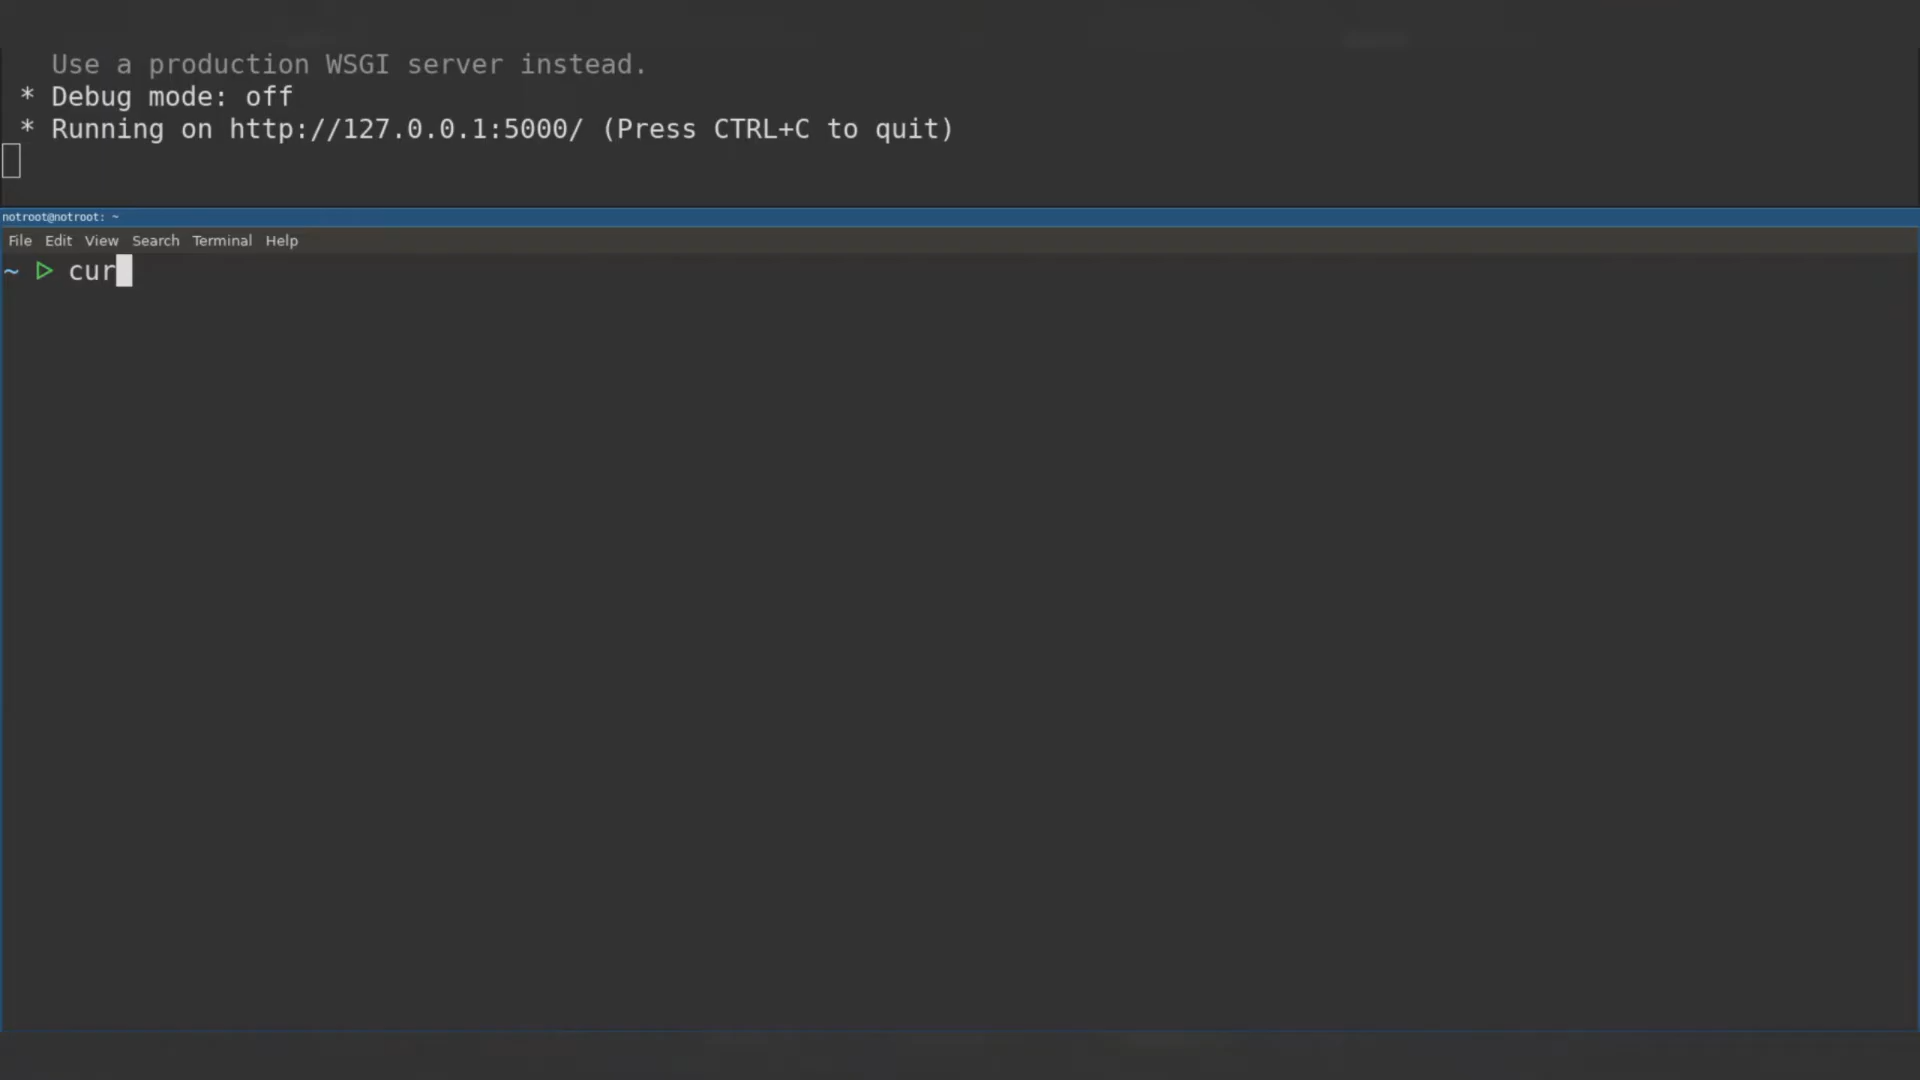 Use a production WSGI server instead.
* Debug mode: off
* Running on http://127.0.0.1:5000/ (Press CTRL+C to quit)
notroot@notroot: ~
File Edit View Search Terminal Help
~ ▷ cur